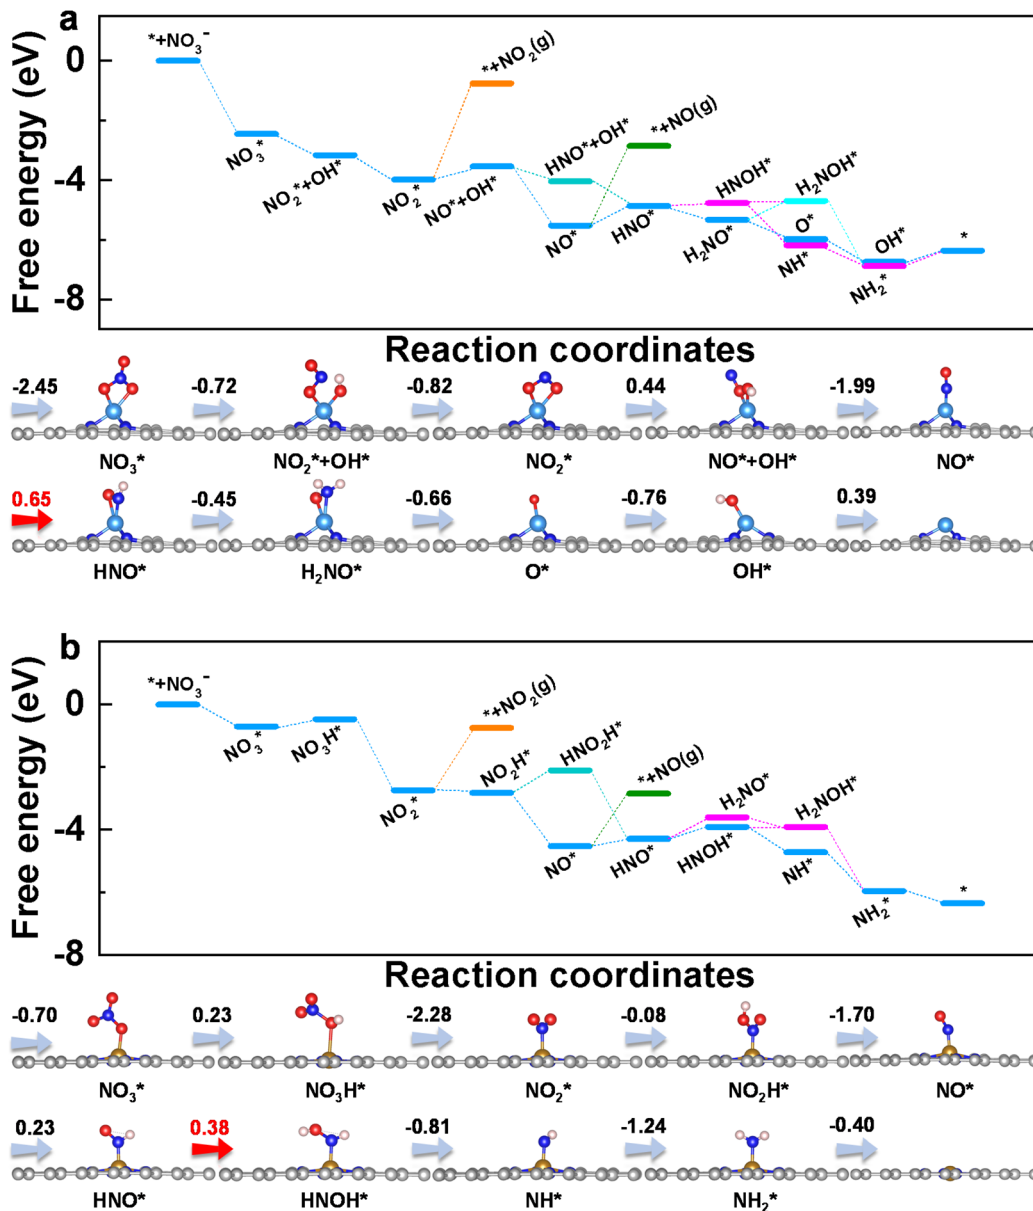 a
Free energy (eV)
0
-4
-8
*+NO₃⁻
NO₃*
NO₂*+OH*
NO₂*
*+NO₂(g)
NO*+OH*
HNO*+OH*
NO*
*+NO(g)
HNO*
HNOH*
H₂NO*
H₂NOH*
O*
NH*
OH*
NH₂*
*
Reaction coordinates
-2.45 -0.72 -0.82 0.44 -1.99
NO₃* NO₂*+OH* NO₂* NO*+OH* NO*
0.65 -0.45 -0.66 -0.76 0.39
HNO* H₂NO* O* OH*
b
Free energy (eV)
0
-4
-8
*+NO₃⁻
NO₃*
NO₃H*
NO₂*
*+NO₂(g)
NO₂H*
HNO₂H*
NO*
*+NO(g)
HNO*
H₂NO*
HNOH*
H₂NOH*
NH*
NH₂*
*
Reaction coordinates
-0.70 0.23 -2.28 -0.08 -1.70
NO₃* NO₃H* NO₂* NO₂H* NO*
0.23 0.38 -0.81 -1.24 -0.40
HNO* HNOH* NH* NH₂*